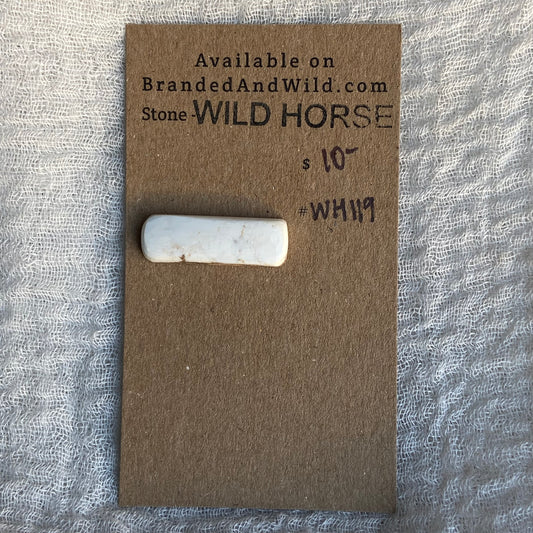 Available on
BrandedAndWild.com
Stone-WILD HORSE
$ 10-
#WH119